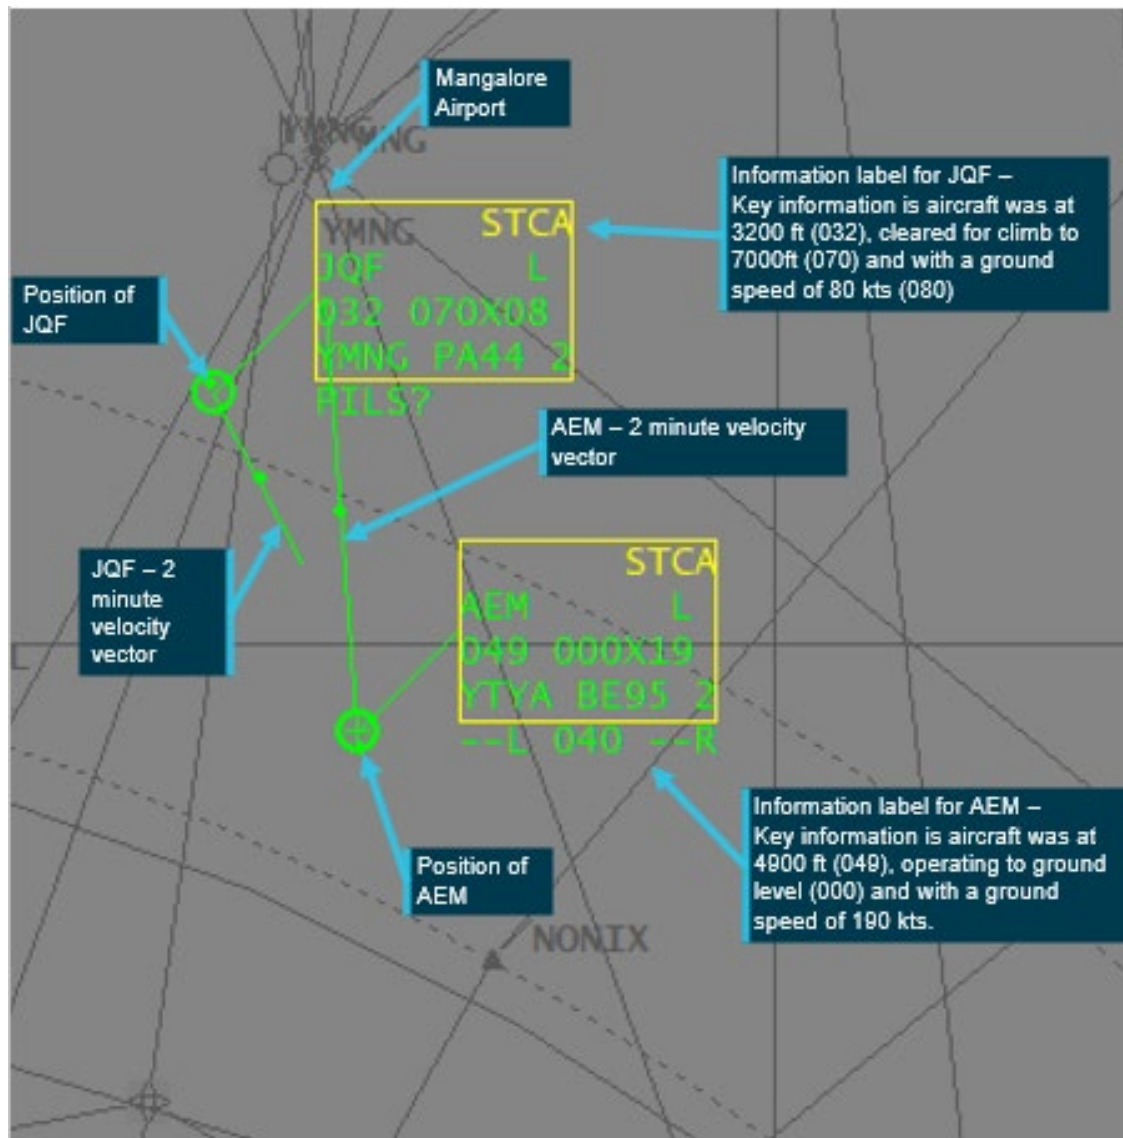 Mangalore
Airport
YMNG
YMNG
Information label for JQF –
Key information is aircraft was at
3200 ft (032), cleared for climb to
7000ft (070) and with a ground
speed of 80 kts (080)
YMNG STCA
JQF L
032 070X08
YMNG PA44 2
PILS?
Position of
JQF
AEM – 2 minute velocity
vector
JQF – 2
minute
velocity
vector
STCA
AEM L
049 000X19
YTYA BE95 2
--L 040 --R
L
Information label for AEM –
Key information is aircraft was at
4900 ft (049), operating to ground
level (000) and with a ground
speed of 190 kts.
Position of
AEM
NONIX